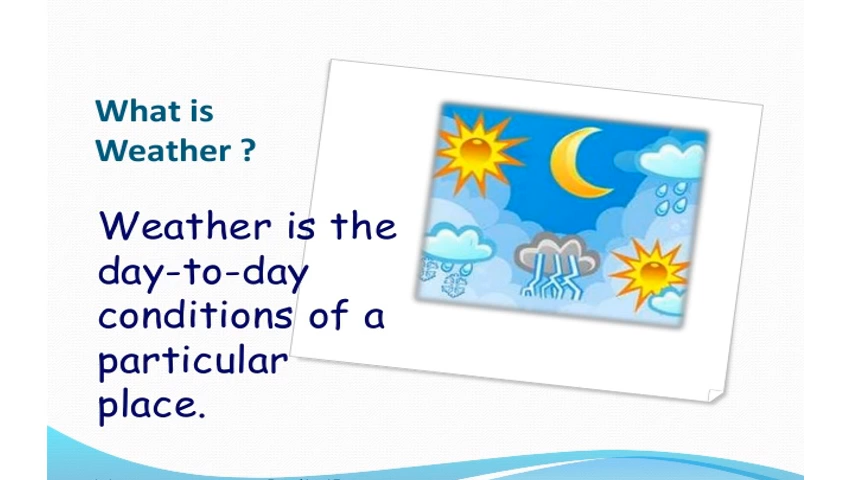 What is
Weather ?
Weather is the
day-to-day
conditions of a
particular
place.